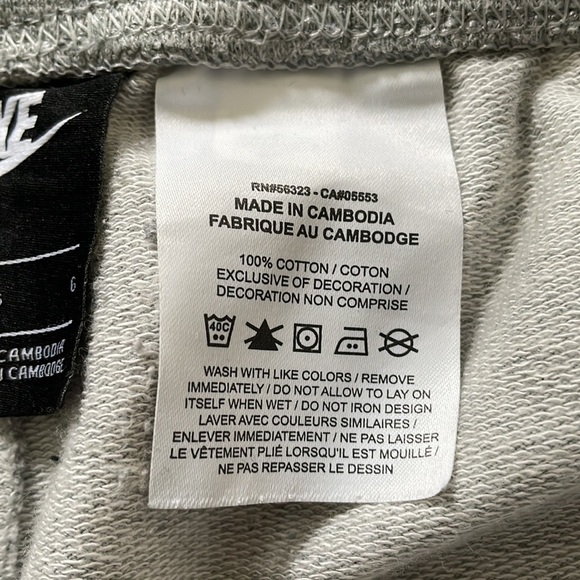 RN#56323 - CA#05553
MADE IN CAMBODIA
FABRIQUE AU CAMBODGE
100% COTTON / COTON
EXCLUSIVE OF DECORATION /
DECORATION NON COMPRISE
40C
WASH WITH LIKE COLORS / REMOVE
IMMEDIATELY / DO NOT ALLOW TO LAY ON
ITSELF WHEN WET / DO NOT IRON DESIGN
LAVER AVEC COULEURS SIMILAIRES /
ENLEVER IMMEDIATEMENT / NE PAS LAISSER
LE VÊTEMENT PLIÉ LORSQU'IL EST MOUILLÉ /
NE PAS REPASSER LE DESSIN
G
CAMBODIA
CAMBODGE